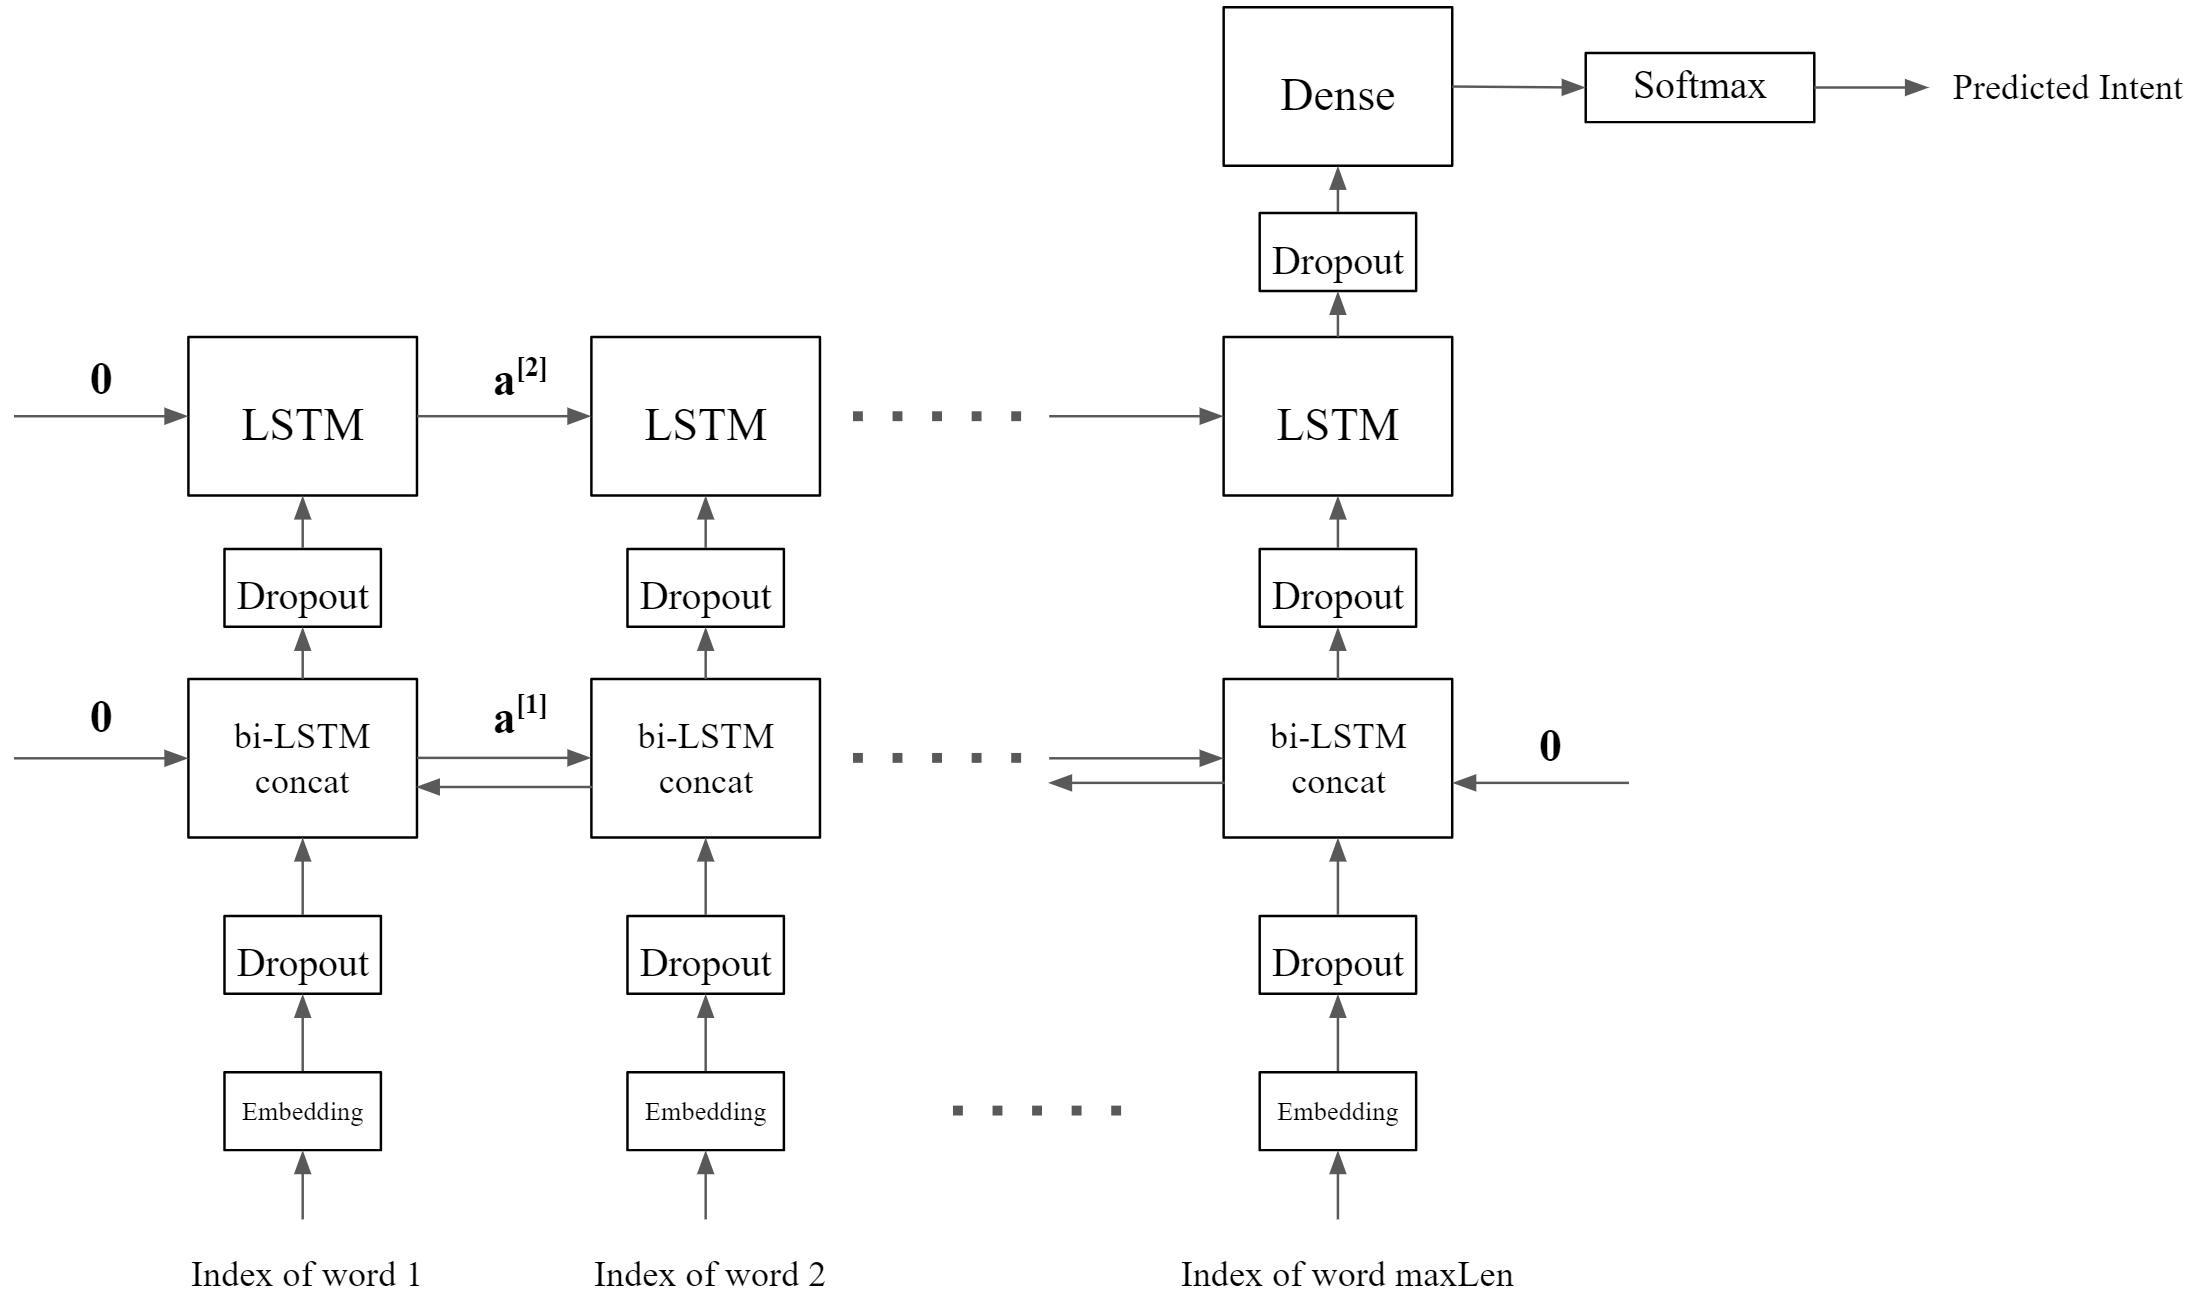 Dense
Softmax
Predicted Intent
Dropout
0
a[2]
LSTM
LSTM
LSTM
Dropout
Dropout
Dropout
0
a[1]
0
bi-LSTM
concat
bi-LSTM
concat
bi-LSTM
concat
Dropout
Dropout
Dropout
Embedding
Embedding
Embedding
Index of word 1
Index of word 2
Index of word maxLen